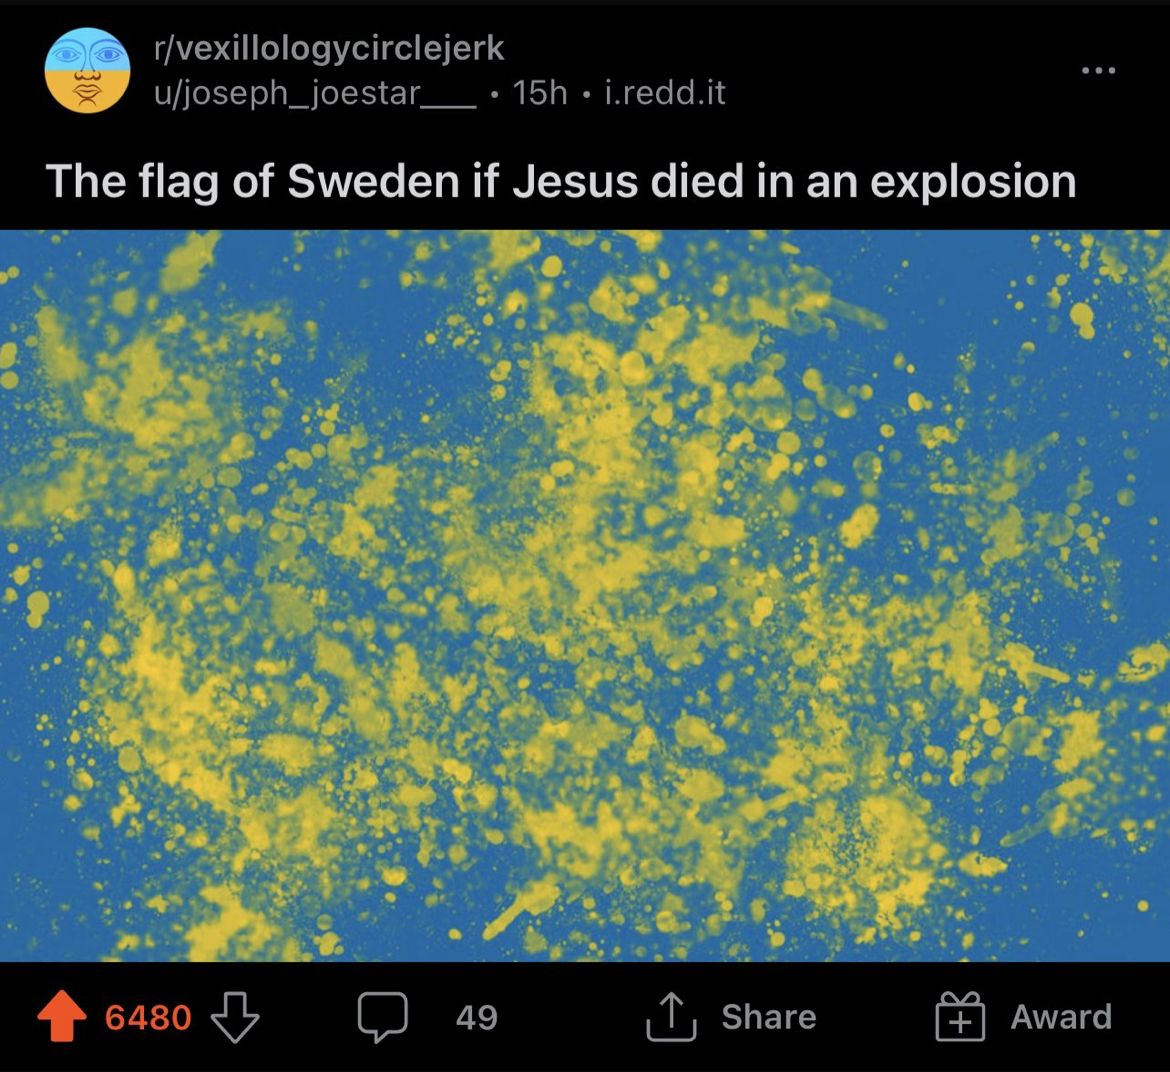 r/vexillologycirclejerk
u/joseph_joestar___ • 15h • i.redd.it
The flag of Sweden if Jesus died in an explosion
6480 49 Share Award